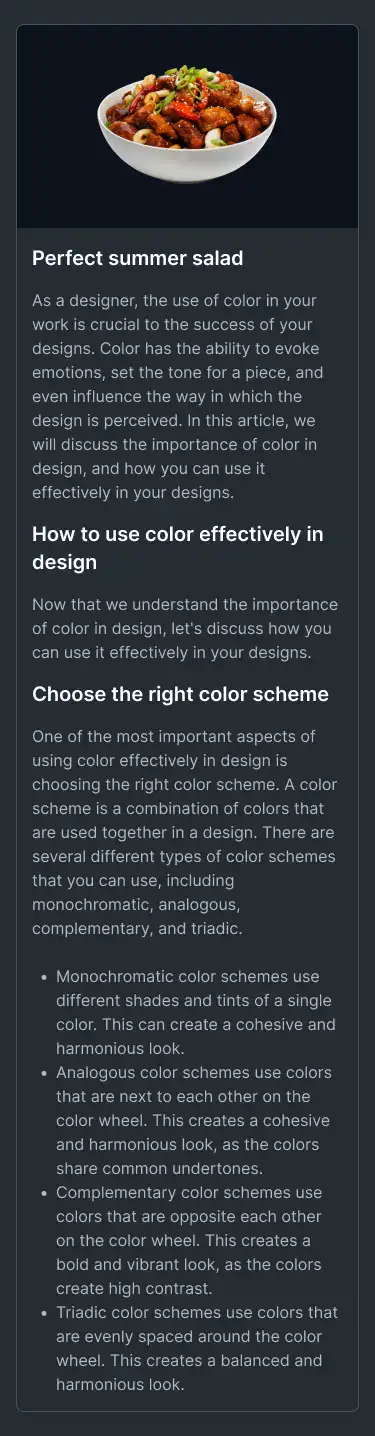 Perfect summer salad
As a designer, the use of color in your
work is crucial to the success of your
designs. Color has the ability to evoke
emotions, set the tone for a piece, and
even influence the way in which the
design is perceived. In this article, we
will discuss the importance of color in
design, and how you can use it
effectively in your designs.
How to use color effectively in
design
Now that we understand the importance
of color in design, let's discuss how you
can use it effectively in your designs.
Choose the right color scheme
One of the most important aspects of
using color effectively in design is
choosing the right color scheme. A color
scheme is a combination of colors that
are used together in a design. There are
several different types of color schemes
that you can use, including
monochromatic, analogous,
complementary, and triadic.
• Monochromatic color schemes use
different shades and tints of a single
color. This can create a cohesive and
harmonious look.
• Analogous color schemes use colors
that are next to each other on the
color wheel. This creates a cohesive
and harmonious look, as the colors
share common undertones.
• Complementary color schemes use
colors that are opposite each other
on the color wheel. This creates a
bold and vibrant look, as the colors
create high contrast.
• Triadic color schemes use colors that
are evenly spaced around the color
wheel. This creates a balanced and
harmonious look.